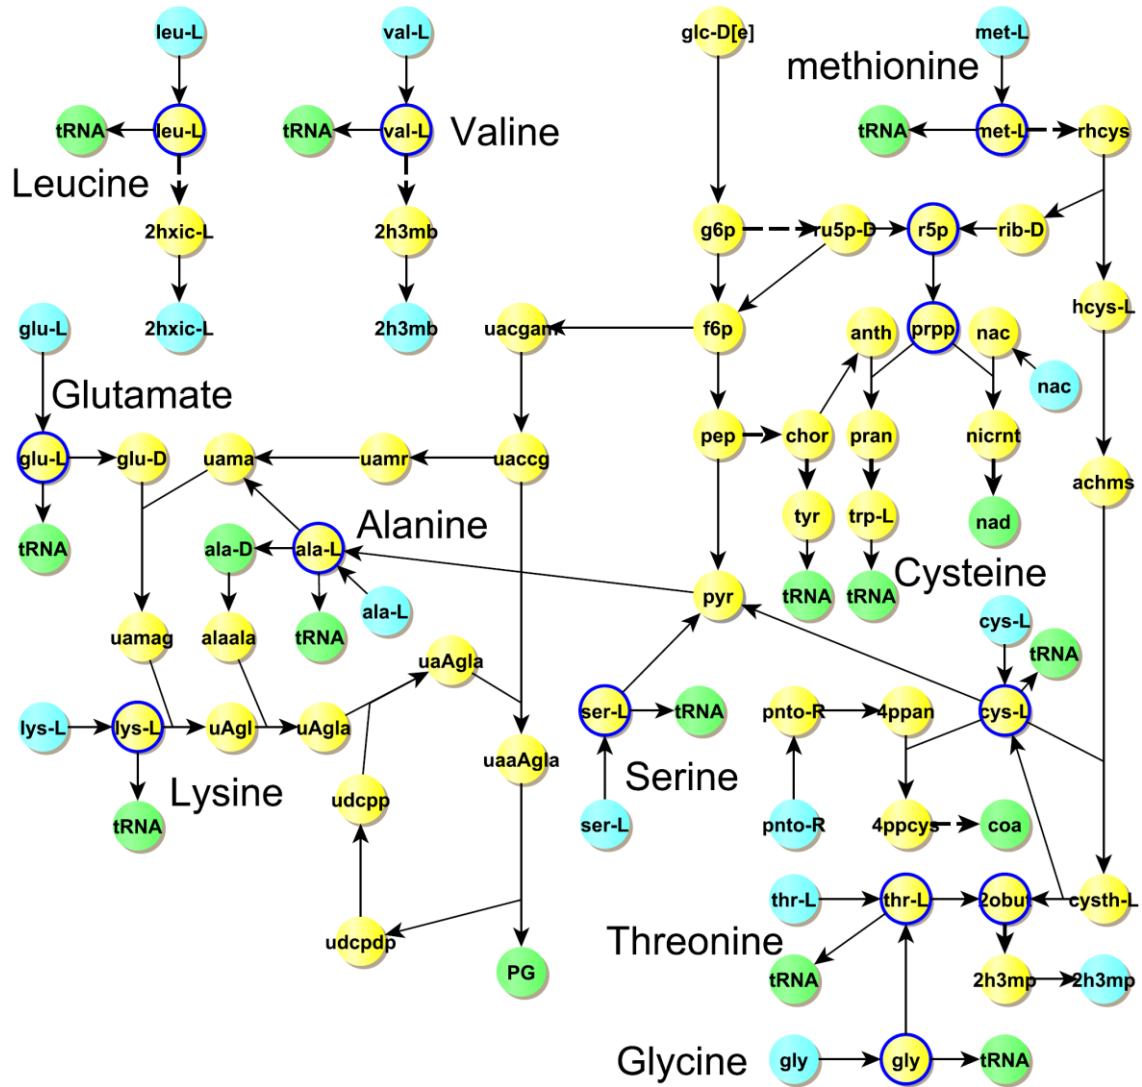 leu-L val-L glc-D[e] met-L
methionine
tRNA leu-L tRNA val-L Valine tRNA met-L rhcys
Leucine
2hxic-L 2h3mb g6p ru5p-D r5p rib-D
glu-L 2hxic-L 2h3mb uacgam f6p anth prpp nac hcys-L
nac
Glutamate
glu-L glu-D uama uamr uaccg pep chor pran nicrnt
achms
Alanine
tRNA ala-D ala-L tyr trp-L nad
Cysteine
ala-L pyr tRNA tRNA
uamag alaala tRNA cys-L
uaAgla tRNA
lys-L lys-L uAgl uAgla ser-L tRNA pnto-R 4ppan cys-L
uaaAgla
Lysine udcpp Serine
tRNA ser-L pnto-R 4ppcys coa
thr-L thr-L 2obut cysth-L
udcpdp Threonine
PG tRNA 2h3mp 2h3mp
Glycine gly gly tRNA